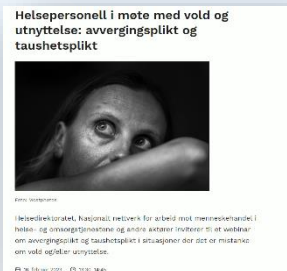 Helsepersonell i møte med vold og
utnyttelse: avvergingsplikt og
taushetsplikt
Helsedirektoratet, Nasjonalt nettverk for arbeid mot menneskehandel i
helse- og omsorgstjenestene og andre aktører inviterer til et webinar
om avvergingsplikt og taushetsplikt i situasjoner der det er mistanke
om vold og/eller utnyttelse.